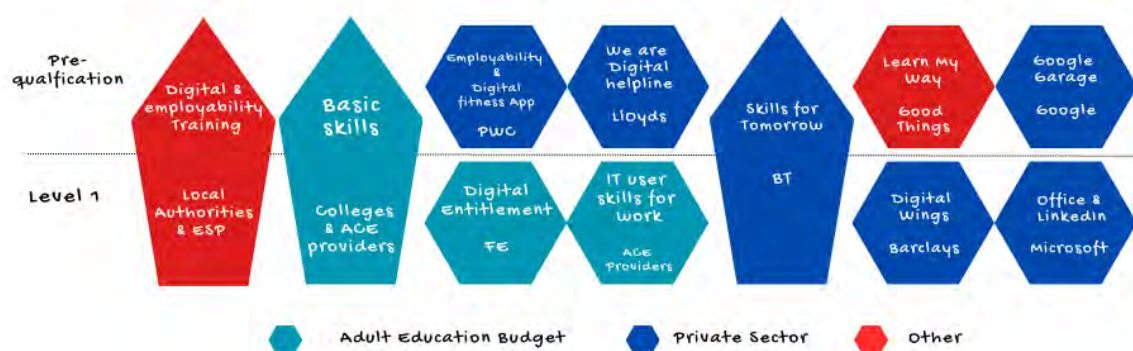 Pre-
qualfication
Digital &
employability
Training
Basic
skills
Employability
&
Digital
fitness App
PWC
We are
Digital
helpline
Lloyds
Skills for
Tomorrow
Learn My
Way
Good
Things
Google
Garage
Google
Level 1
Local
Authorities
& ESP
Colleges
& ACE
providers
Digital
Entitlement
FE
IT user
skills for
work
ACE
Providers
BT
Digital
Wings
Barclays
Office &
LinkedIn
Microsoft
Adult Education Budget
Private Sector
Other